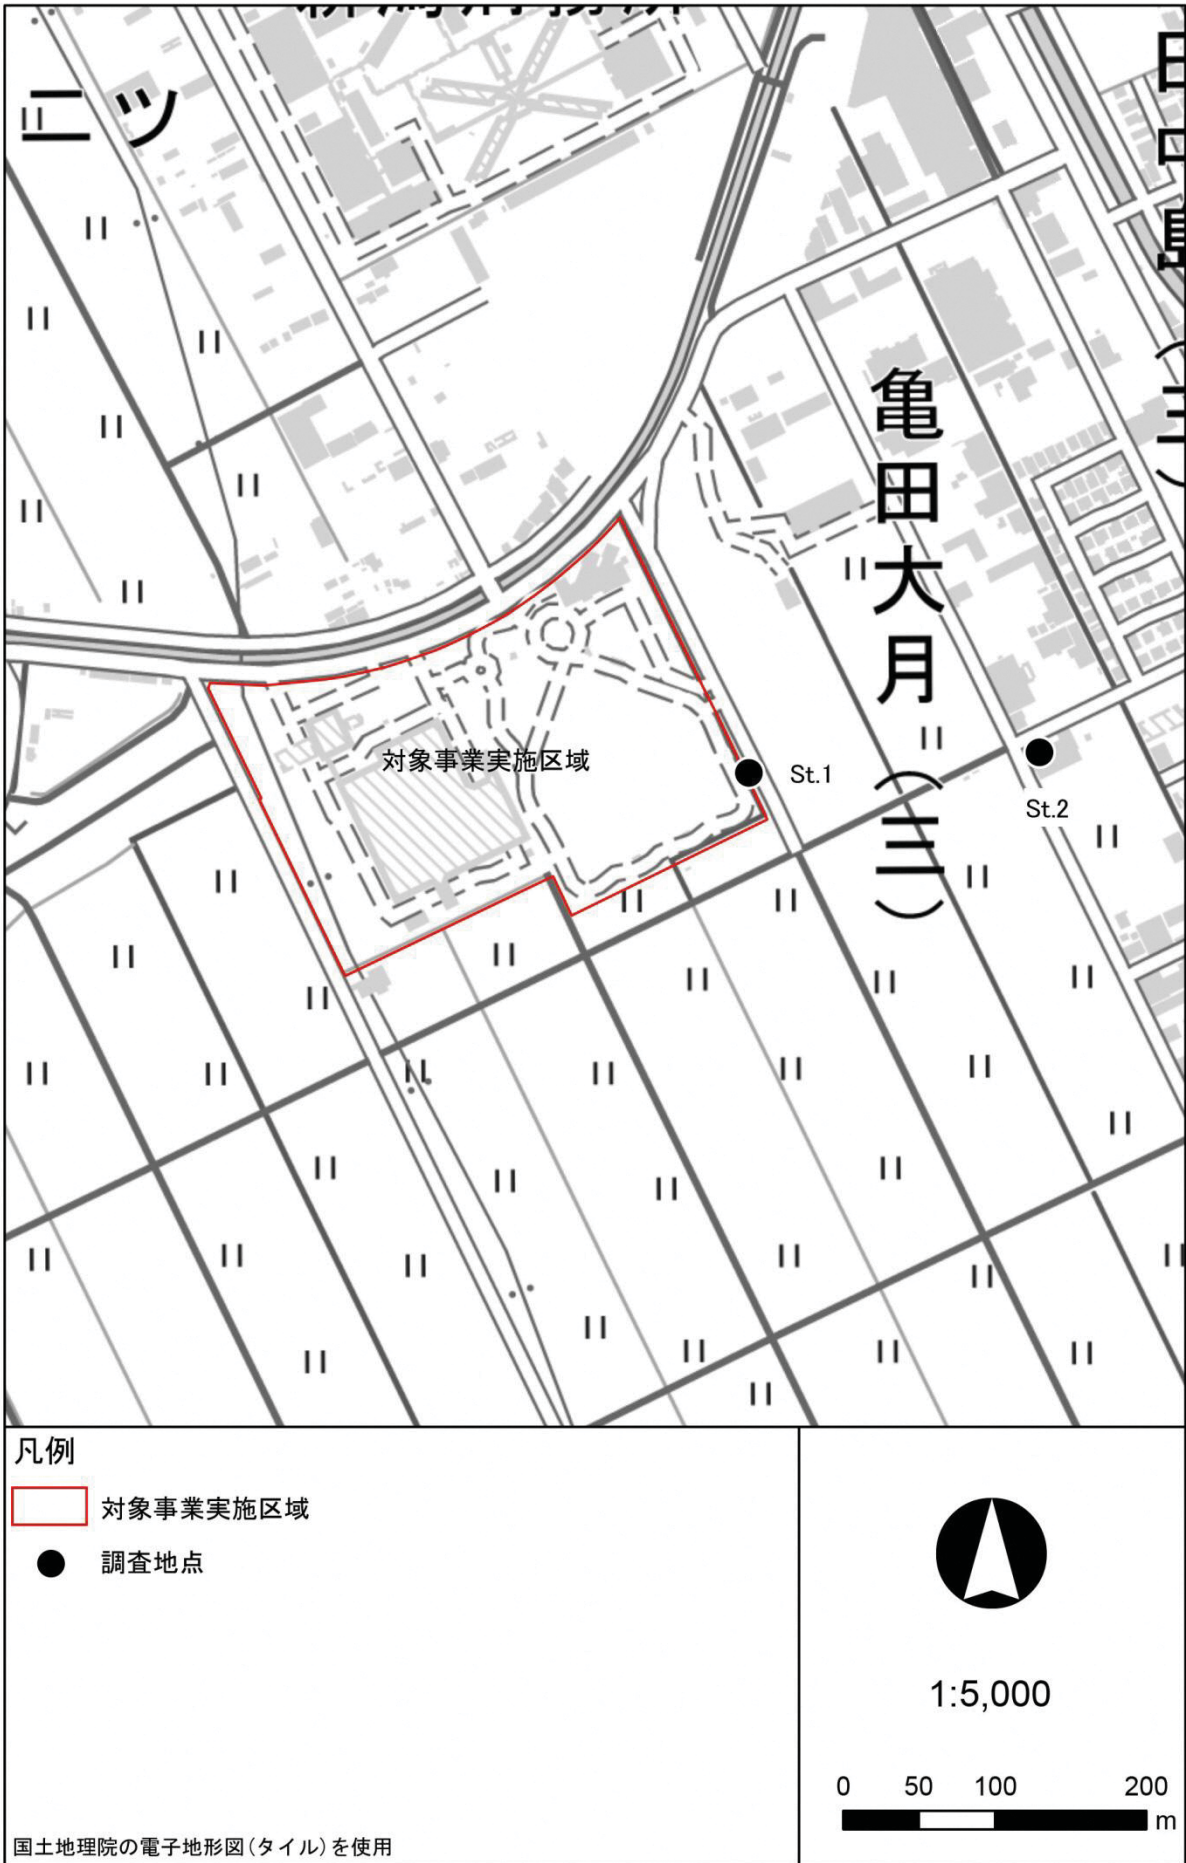 二ツ
亀田大月(三)
対象事業実施区域
St.1
St.2
凡例
対象事業実施区域
調査地点
1:5,000
0 50 100 200
m
国土地理院の電子地形図(タイル)を使用